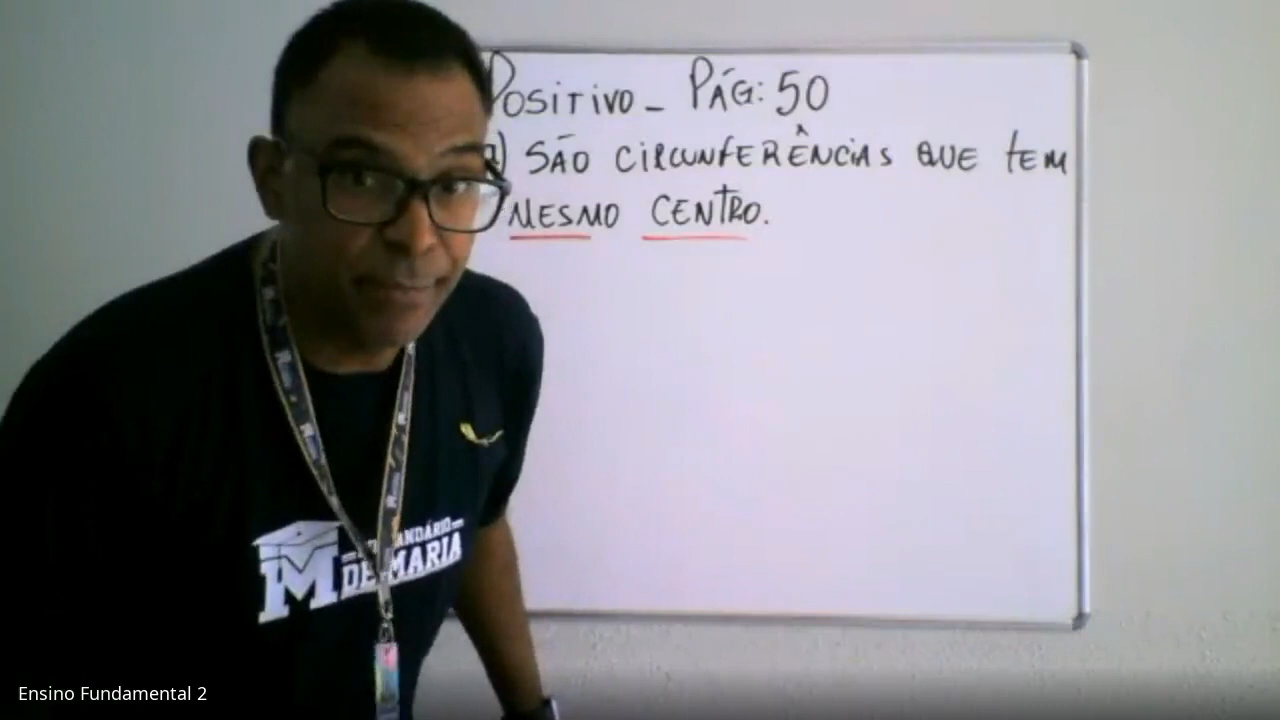 Positivo - Pág: 50
a) São circunferências que tem
mesmo centro.
M
DE MARIA
Ensino Fundamental 2